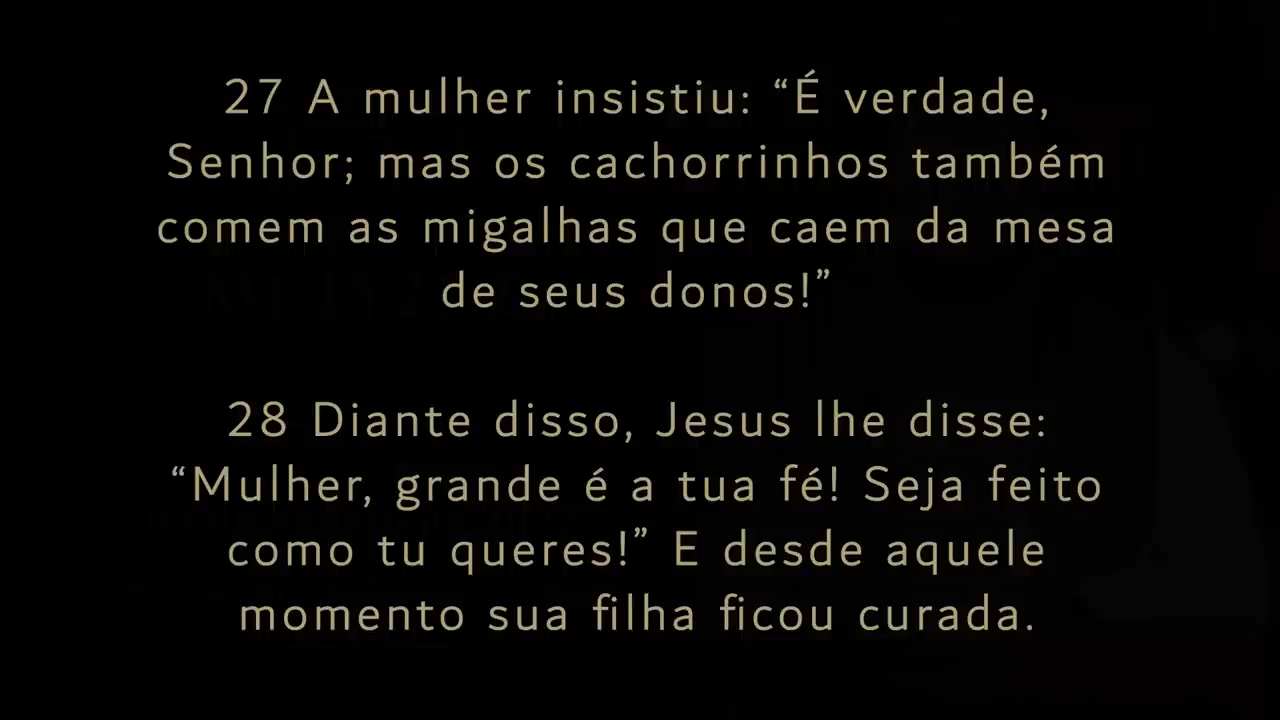 27 A mulher insistiu: “É verdade,
Senhor; mas os cachorrinhos também
comem as migalhas que caem da mesa
de seus donos!”
28 Diante disso, Jesus lhe disse:
“Mulher, grande é a tua fé! Seja feito
como tu queres!” E desde aquele
momento sua filha ficou curada.